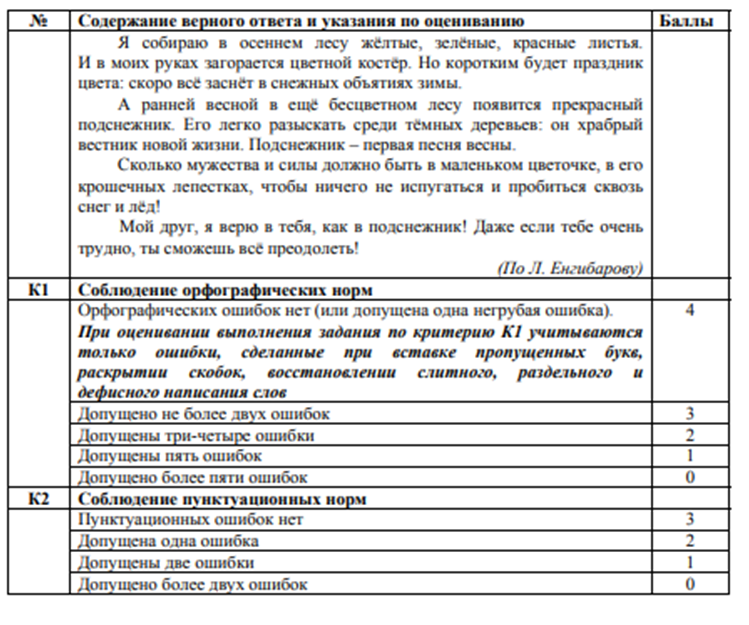 № Содержание верного ответа и указания по оцениванию Баллы
Я собираю в осеннем лесу жёлтые, зелёные, красные листья.
И в моих руках загорается цветной костёр. Но коротким будет праздник
цвета: скоро всё заснёт в снежных объятиях зимы.
А ранней весной в ещё бесцветном лесу появится прекрасный
подснежник. Его легко разыскать среди тёмных деревьев: он храбрый
вестник новой жизни. Подснежник – первая песня весны.
Сколько мужества и силы должно быть в маленьком цветочке, в его
крошечных лепестках, чтобы ничего не испугаться и пробиться сквозь
снег и лёд!
Мой друг, я верю в тебя, как в подснежник! Даже если тебе очень
трудно, ты сможешь всё преодолеть!
(По Л. Енгибарову)
К1 Соблюдение орфографических норм
Орфографических ошибок нет (или допущена одна негрубая ошибка). 4
При оценивании выполнения задания по критерию К1 учитываются
только ошибки, сделанные при вставке пропущенных букв,
раскрытии скобок, восстановлении слитного, раздельного и
дефисного написания слов
Допущено не более двух ошибок 3
Допущены три-четыре ошибки 2
Допущены пять ошибок 1
Допущено более пяти ошибок 0
К2 Соблюдение пунктуационных норм
Пунктуационных ошибок нет 3
Допущена одна ошибка 2
Допущены две ошибки 1
Допущено более двух ошибок 0